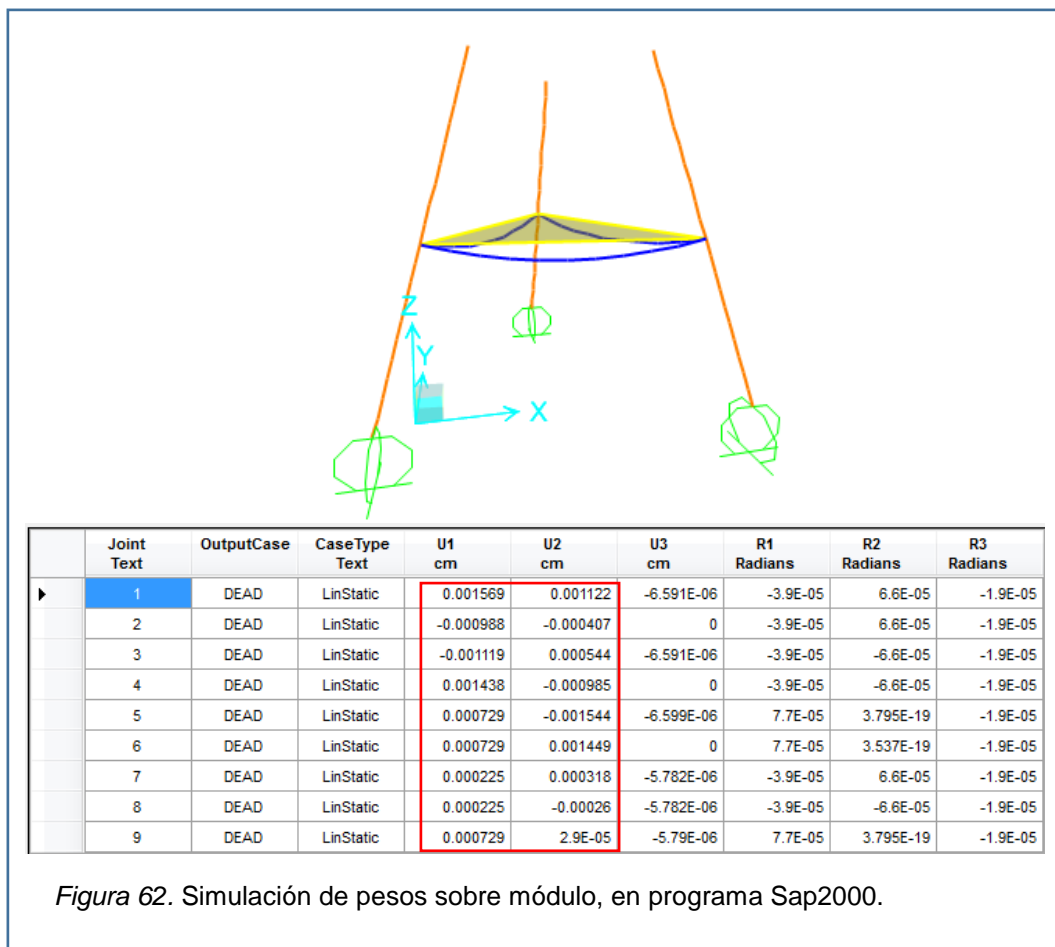 Z
Y
X
Joint OutputCase CaseType U1 U2 U3 R1 R2 R3
Text Text cm cm cm Radians Radians Radians
1 DEAD LinStatic 0.001569 0.001122 -6.591E-06 -3.9E-05 6.6E-05 -1.9E-05
2 DEAD LinStatic -0.000988 -0.000407 0 -3.9E-05 6.6E-05 -1.9E-05
3 DEAD LinStatic -0.001119 0.000544 -6.591E-06 -3.9E-05 -6.6E-05 -1.9E-05
4 DEAD LinStatic 0.001438 -0.000985 0 -3.9E-05 -6.6E-05 -1.9E-05
5 DEAD LinStatic 0.000729 -0.001544 -6.599E-06 7.7E-05 3.795E-19 -1.9E-05
6 DEAD LinStatic 0.000729 0.001449 0 7.7E-05 3.537E-19 -1.9E-05
7 DEAD LinStatic 0.000225 0.000318 -5.782E-06 -3.9E-05 6.6E-05 -1.9E-05
8 DEAD LinStatic 0.000225 -0.00026 -5.782E-06 -3.9E-05 -6.6E-05 -1.9E-05
9 DEAD LinStatic 0.000729 2.9E-05 -5.79E-06 7.7E-05 3.795E-19 -1.9E-05
Figura 62. Simulación de pesos sobre módulo, en programa Sap2000.